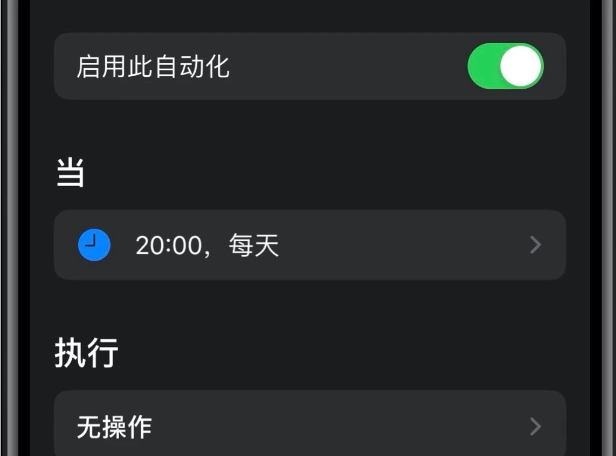 启用此自动化
当
20:00，每天
执行
无操作